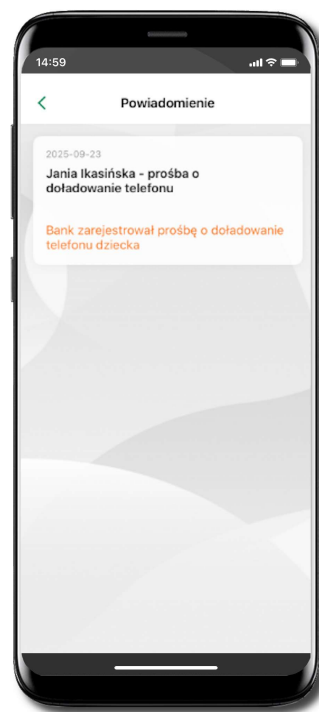 14:59
Powiadomienie
2025-09-23
Jania Ikasińska - prośba o
doładowanie telefonu
Bank zarejestrował prośbę o doładowanie
telefonu dziecka